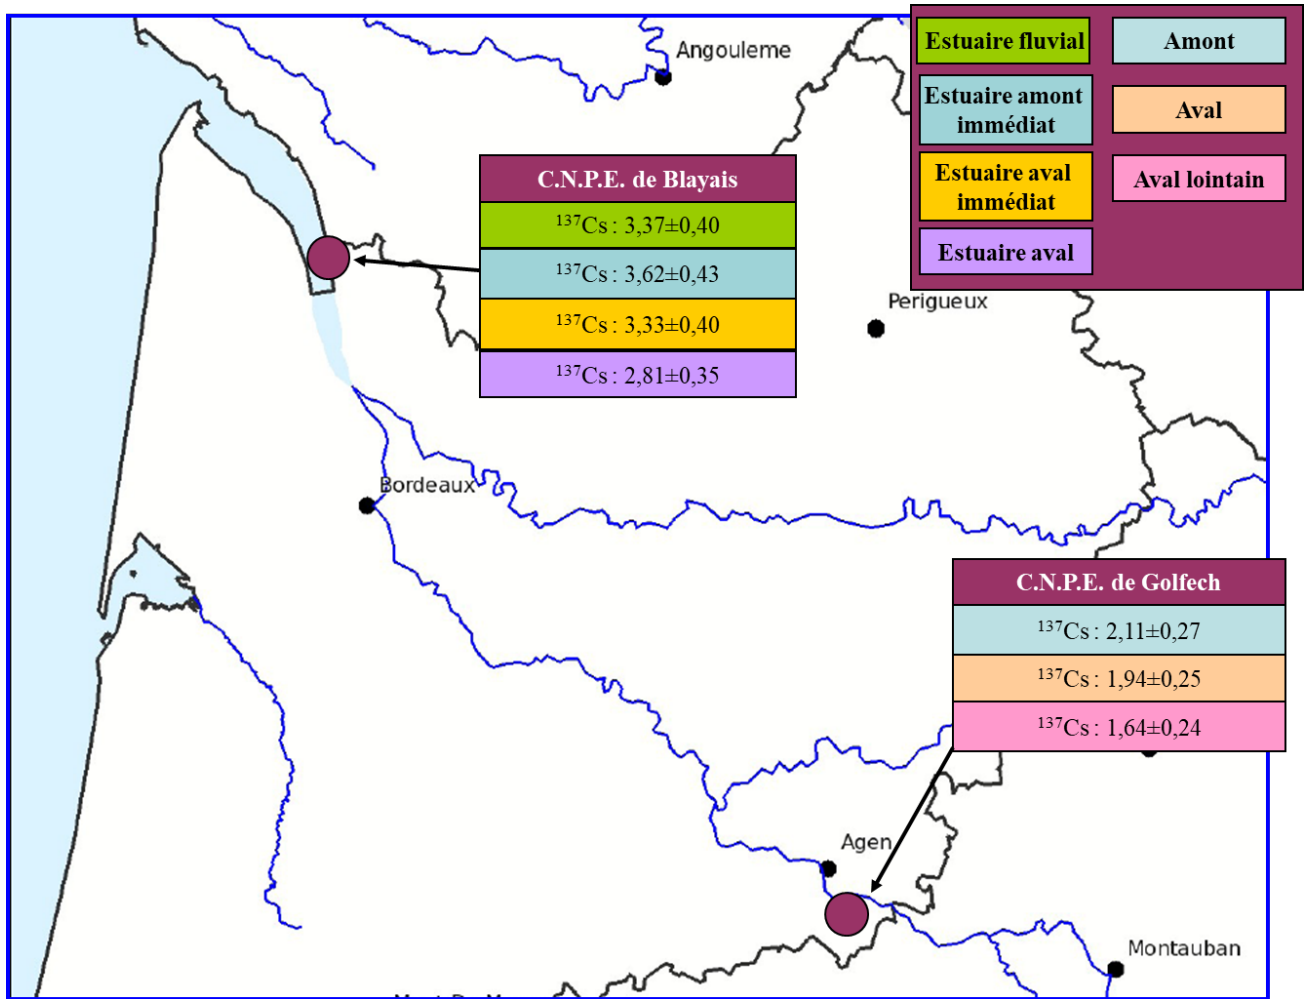 Angouleme
Estuaire fluvial
Amont
Estuaire amont
immédiat
Aval
Estuaire aval
immédiat
Aval lointain
Estuaire aval
C.N.P.E. de Blayais
¹³⁷Cs : 3,37±0,40
¹³⁷Cs : 3,62±0,43
¹³⁷Cs : 3,33±0,40
¹³⁷Cs : 2,81±0,35
Perigueux
Bordeaux
C.N.P.E. de Golfech
¹³⁷Cs : 2,11±0,27
¹³⁷Cs : 1,94±0,25
¹³⁷Cs : 1,64±0,24
Agen
Montauban